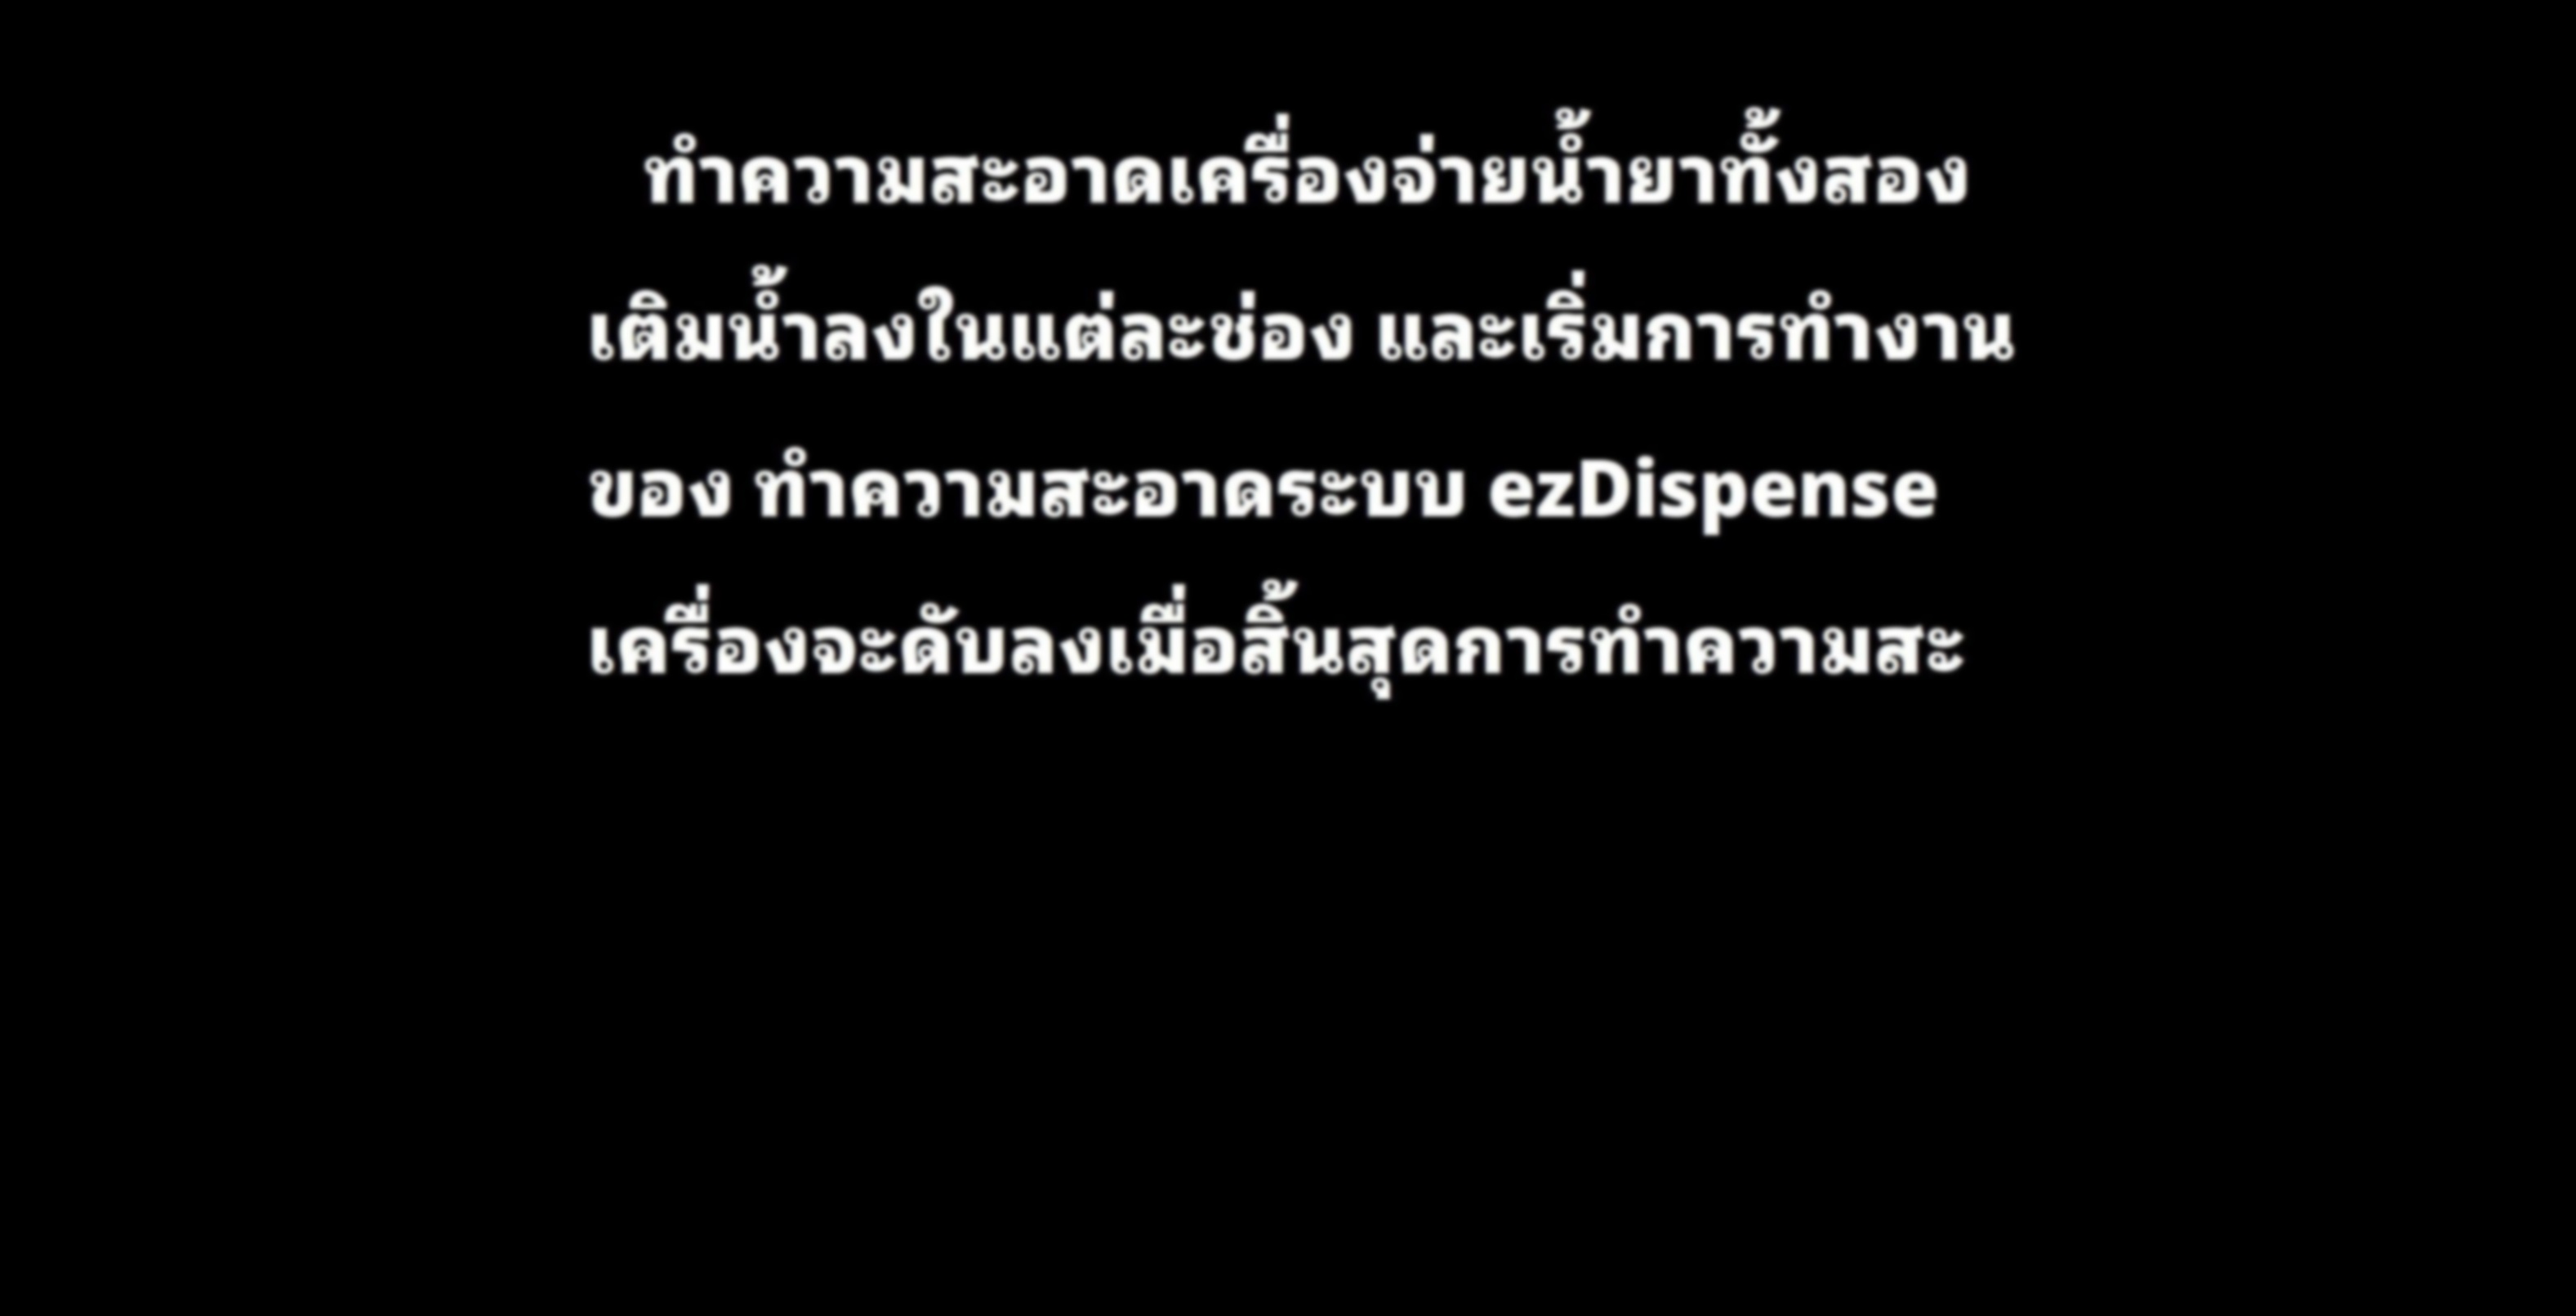 ทำความสะอาดเครื่องจ่ายน้ำยาทั้งสอง
เติมน้ำลงในแต่ละช่อง และเริ่มการทำงาน
ของ ทำความสะอาดระบบ ezDispense
เครื่องจะดับลงเมื่อสิ้นสุดการทำความสะ